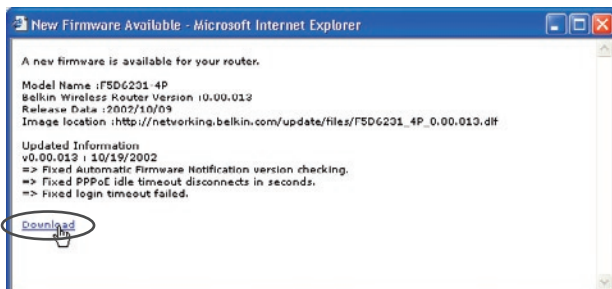 New Firmware Available - Microsoft Internet Explorer
A new firmware is available for your router.
Model Name :F5D6231-4P
Belkin Wireless Router Version :0.00.013
Release Data :2002/10/09
Image location :http://networking.belkin.com/update/files/F5D6231_4P_0.00.013.dlf
Updated Information
v0.00.013 : 10/19/2002
=> Fixed Automatic Firmware Notification version checking.
=> Fixed PPPoE idle timeout disconnects in seconds.
=> Fixed login timeout failed.
Download